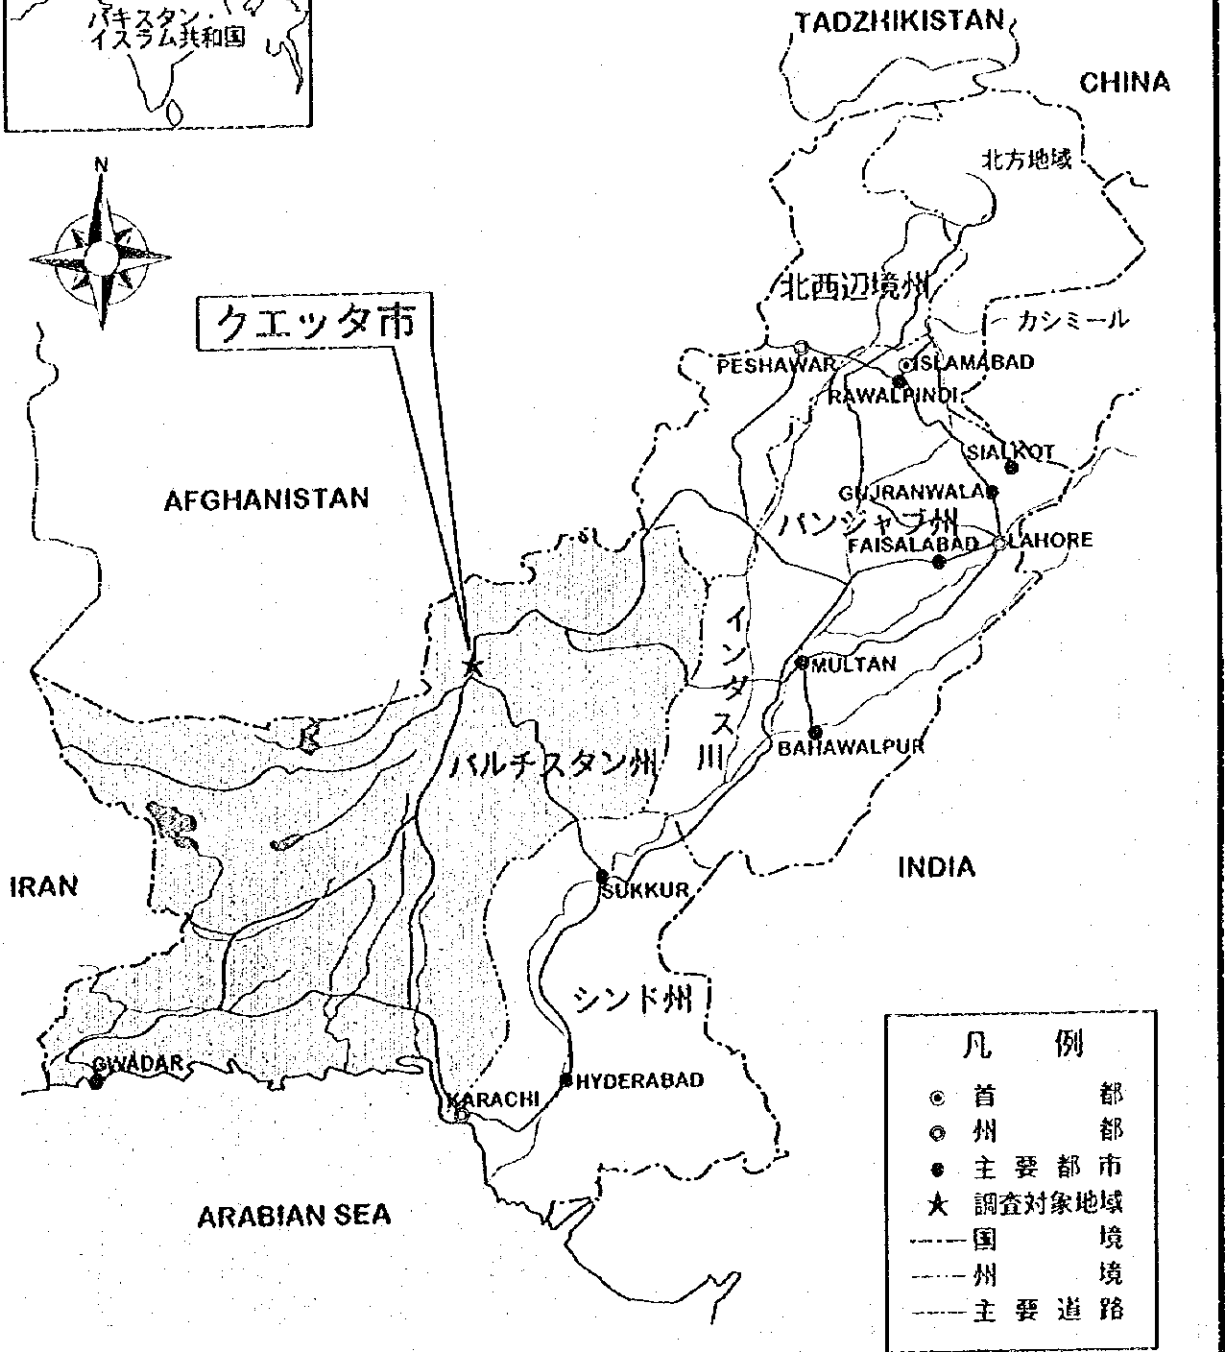 パキスタン・
イスラム共和国
TADZHIKISTAN
CHINA
北方地域
N
北西辺境州
クエッタ市
カシミール
PESHAWAR
ISLAMABAD
RAWALPINDI
SIALKOT
AFGHANISTAN
GUJRANWALA
パンジャブ州
FAISALABAD
LAHORE
インダス川
MULTAN
BAHAWALPUR
バルチスタン州
IRAN
INDIA
SUKKUR
シンド州
GWADAR
HYDERABAD
KARACHI
ARABIAN SEA
凡 例
首 都
州 都
主 要 都 市
調査対象地域
国 境
州 境
主 要 道 路